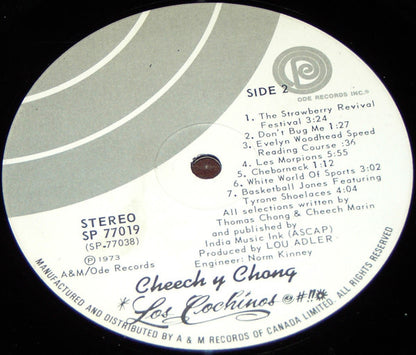 ODE RECORDS INC.®
SIDE 2
1. The Strawberry Revival
Festival 3:24
2. Don't Bug Me 1:27
3. Evelyn Woodhead Speed
Reading Course :36
4. Les Morpions 5:55
5. Cheborneck 1:12
6. White World Of Sports 3:02
7. Basketball Jones Featuring
Tyrone Shoelaces 4:04
All selections written by
Thomas Chong & Cheech Marin
and published by
India Music Ink (ASCAP)
Produced by LOU ADLER
Engineer: Norm Kinney
STEREO
SP 77019
(SP-77038)
Ⓟ 1973
A&M/Ode Records
Cheech y Chong
* Los Cochinos @#!!*
MANUFACTURED AND DISTRIBUTED BY A & M RECORDS OF CANADA LIMITED. ALL RIGHTS RESERVED